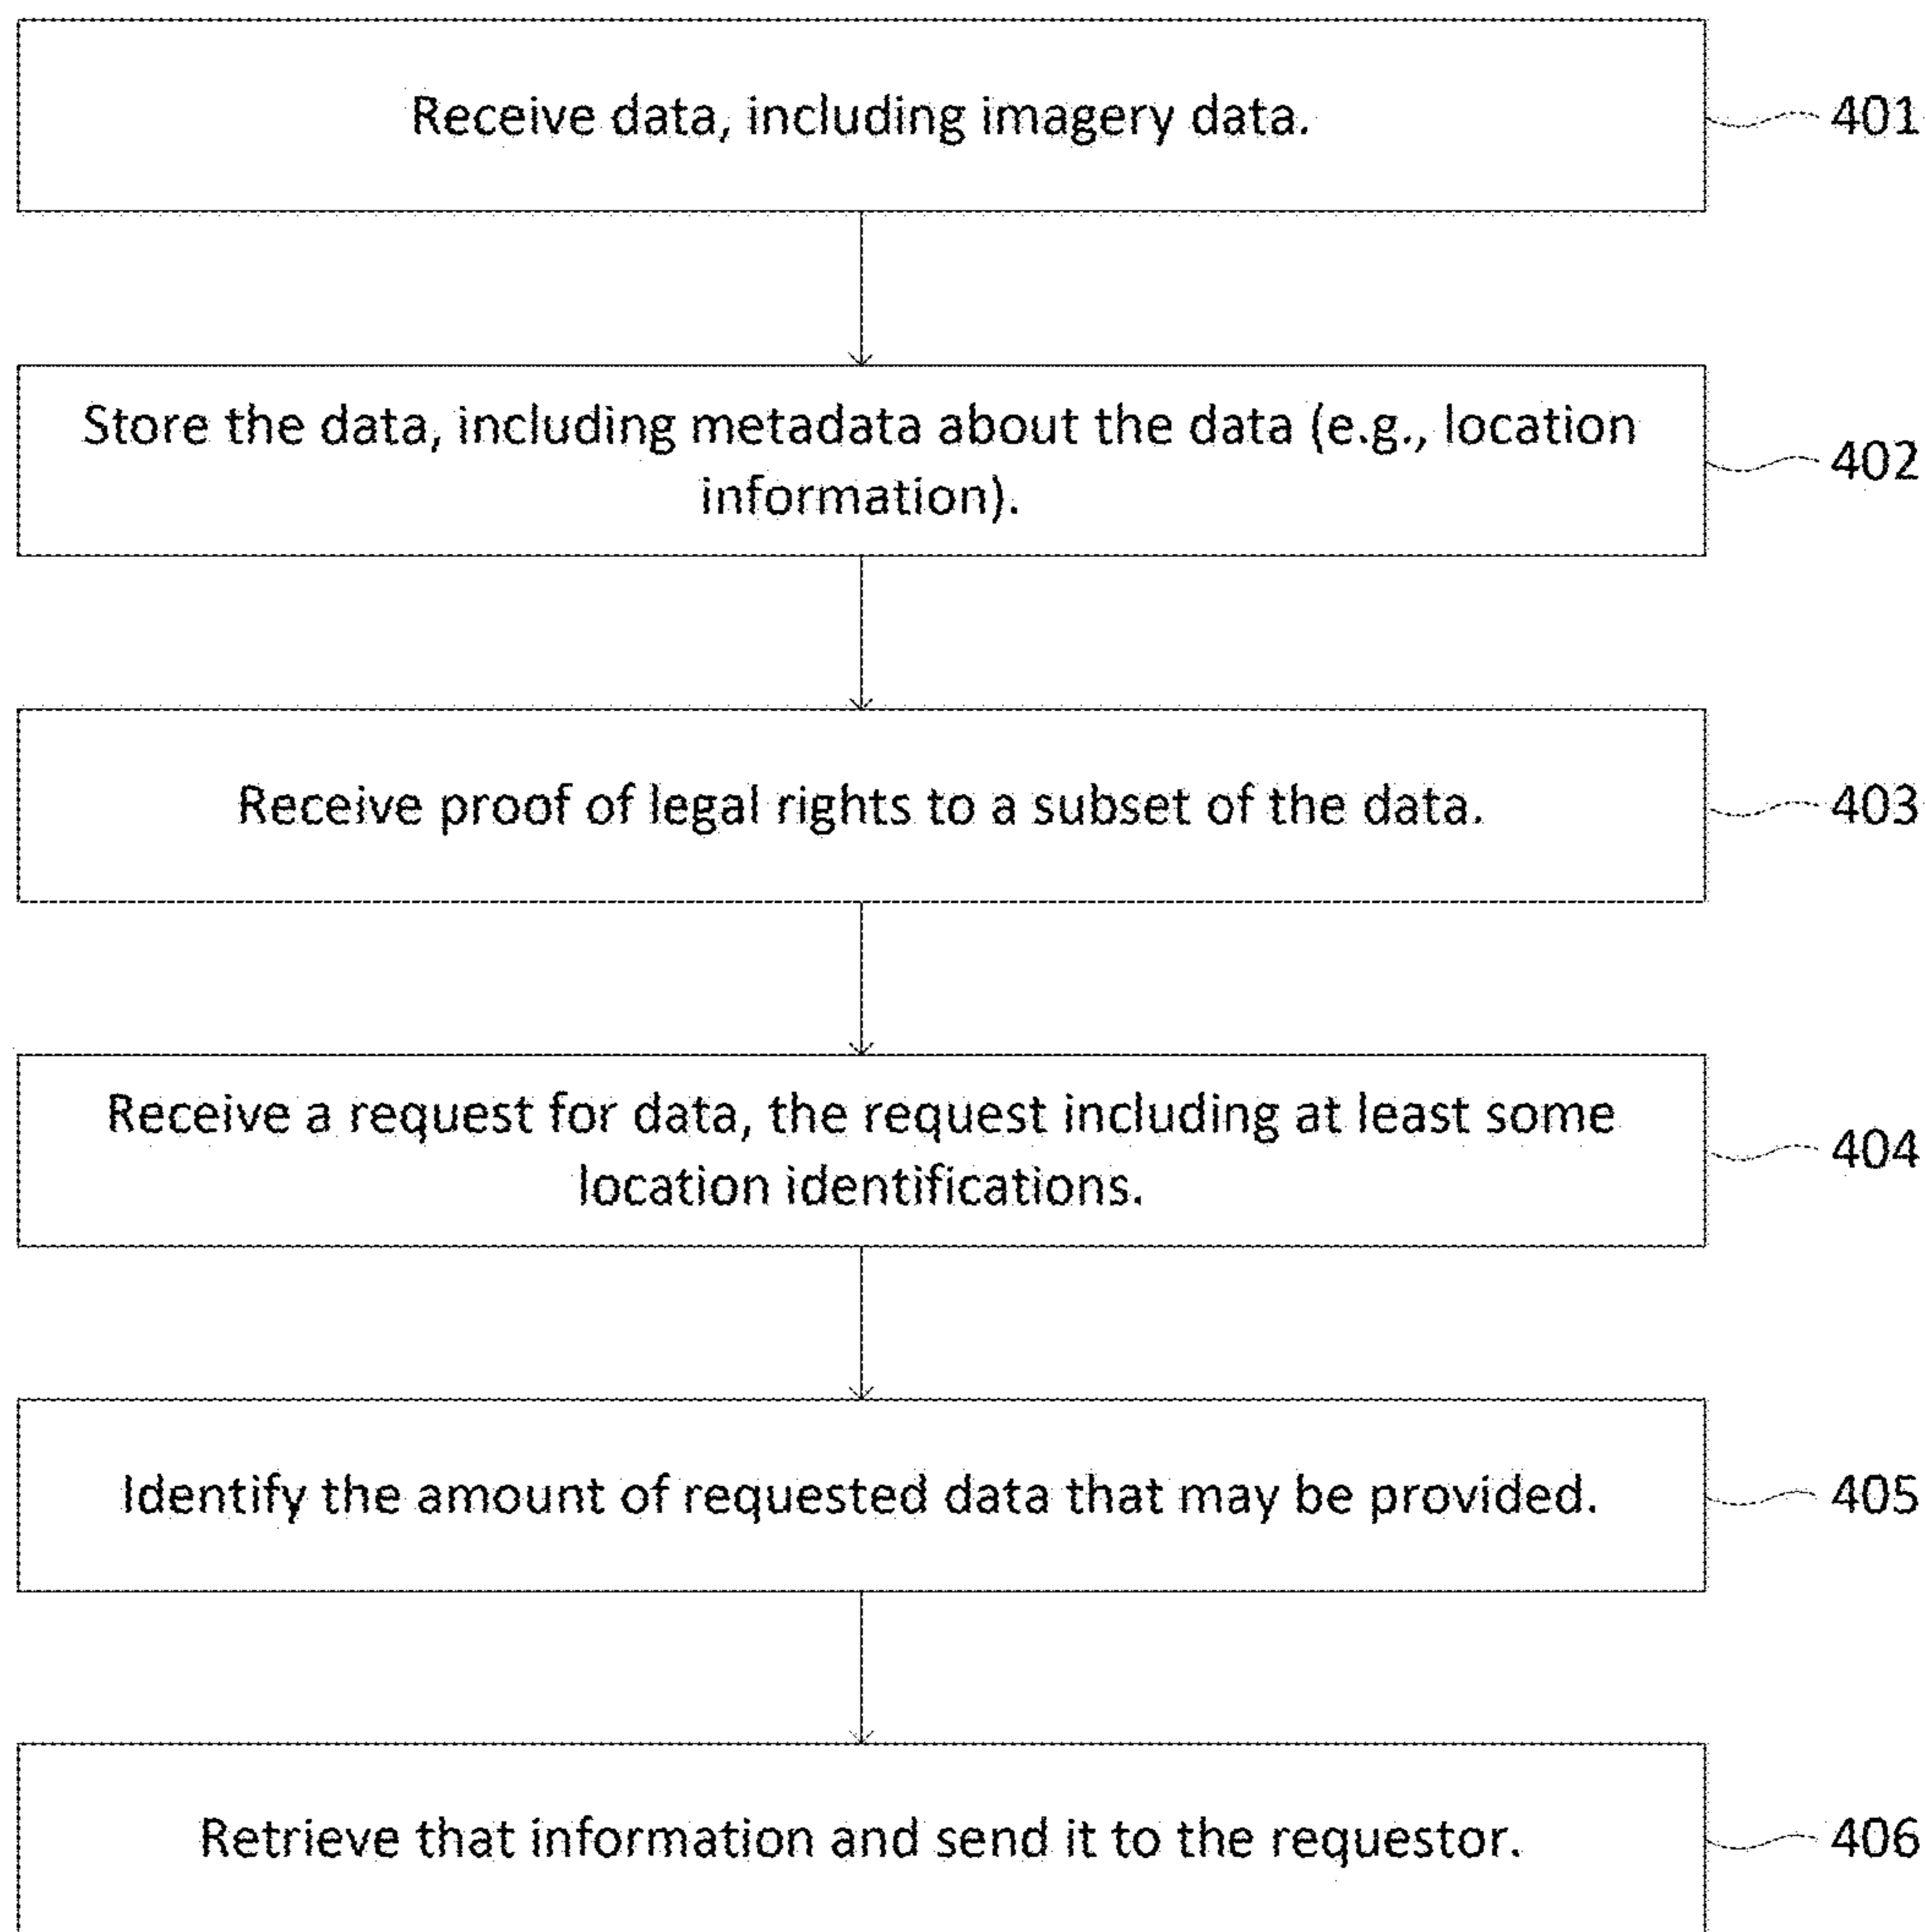 Receive data, including imagery data.
401
Store the data, including metadata about the data (e.g., location
information).
402
Receive proof of legal rights to a subset of the data.
403
Receive a request for data, the request including at least some
location identifications.
404
Identify the amount of requested data that may be provided.
405
Retrieve that information and send it to the requestor.
406